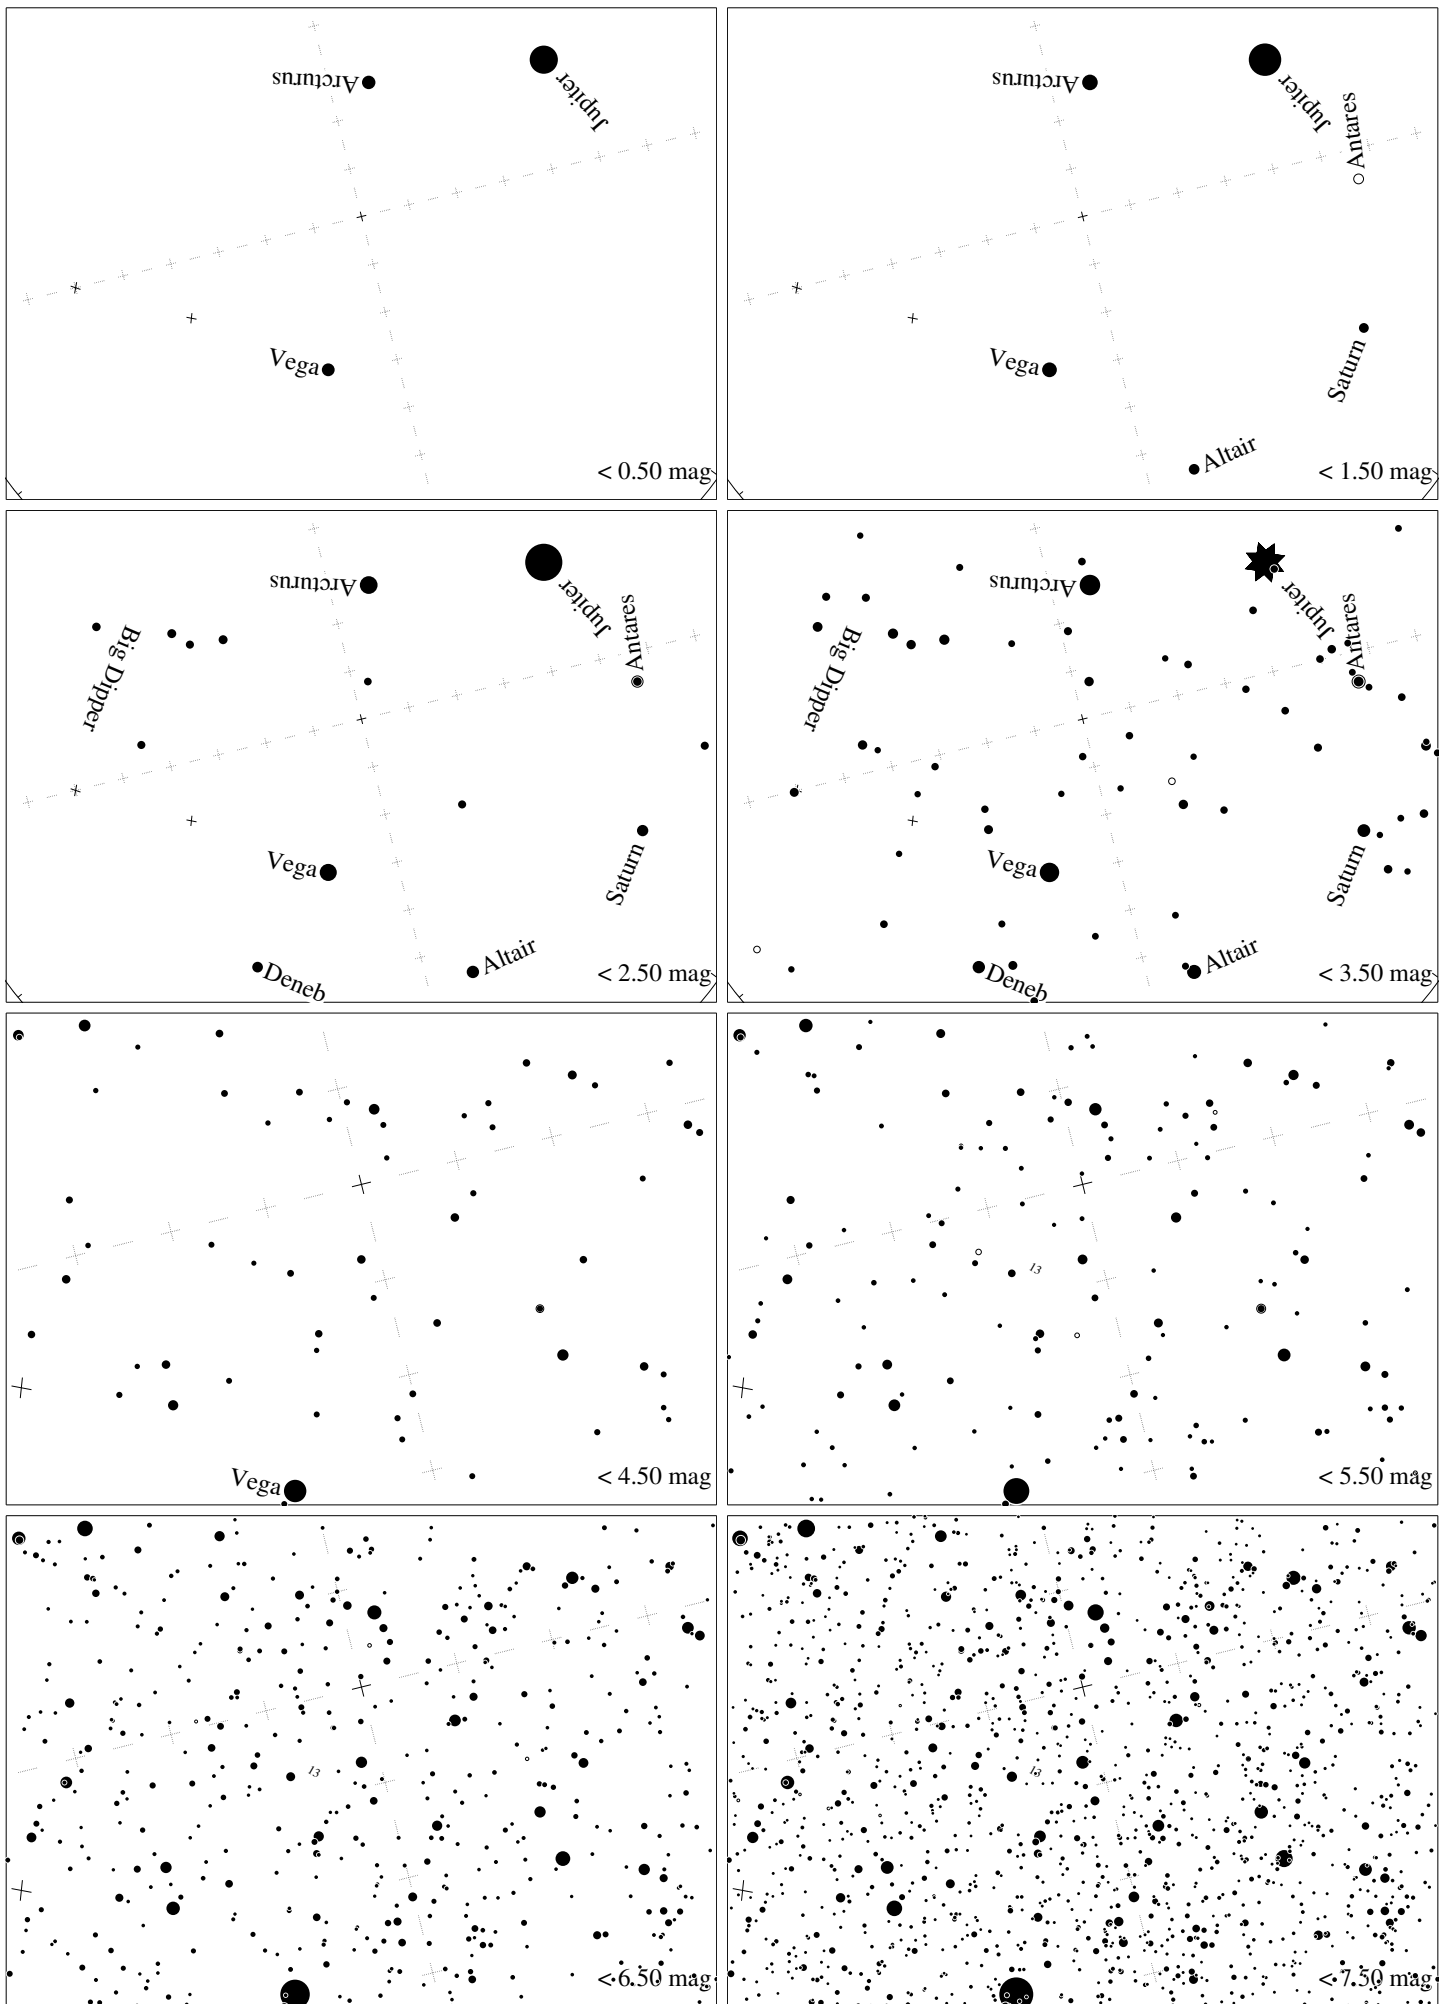 Arcturus
Jupiter
Vega
< 0.50 mag
Arcturus
Jupiter
Antares
Vega
Saturn
Altair
< 1.50 mag
Arcturus
Jupiter
Antares
Big Dipper
Vega
Saturn
Deneb
Altair
< 2.50 mag
Arcturus
Jupiter
Antares
Big Dipper
Vega
Saturn
Deneb
Altair
< 3.50 mag
Vega
< 4.50 mag
13
< 5.50 mag
13
< 6.50 mag
13
< 7.50 mag